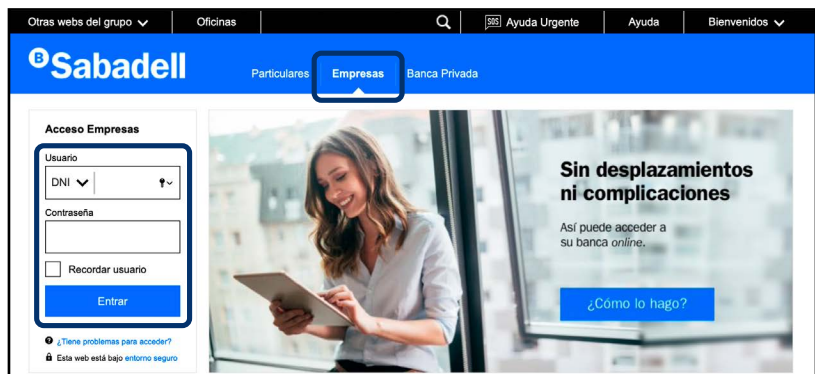 Otras webs del grupo
Oficinas
SOS Ayuda Urgente
Ayuda
Bienvenidos
B Sabadell
Particulares
Empresas
Banca Privada
Acceso Empresas
Usuario
DNI
Contraseña
Recordar usuario
Entrar
¿Tiene problemas para acceder?
Esta web está bajo entorno seguro
Sin desplazamientos
ni complicaciones
Así puede acceder a
su banca online.
¿Cómo lo hago?